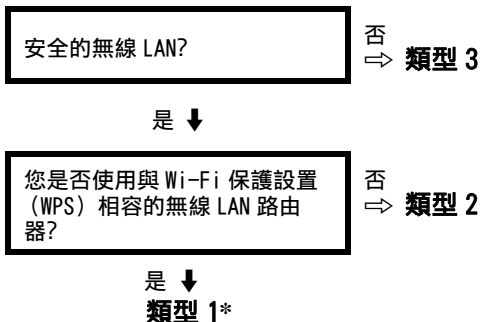 安全的無線 LAN?
否
⇨ 類型 3
是 ⬇
您是否使用與 Wi-Fi 保護設置
(WPS) 相容的無線 LAN 路由
器?
否
⇨ 類型 2
是 ⬇
類型 1*